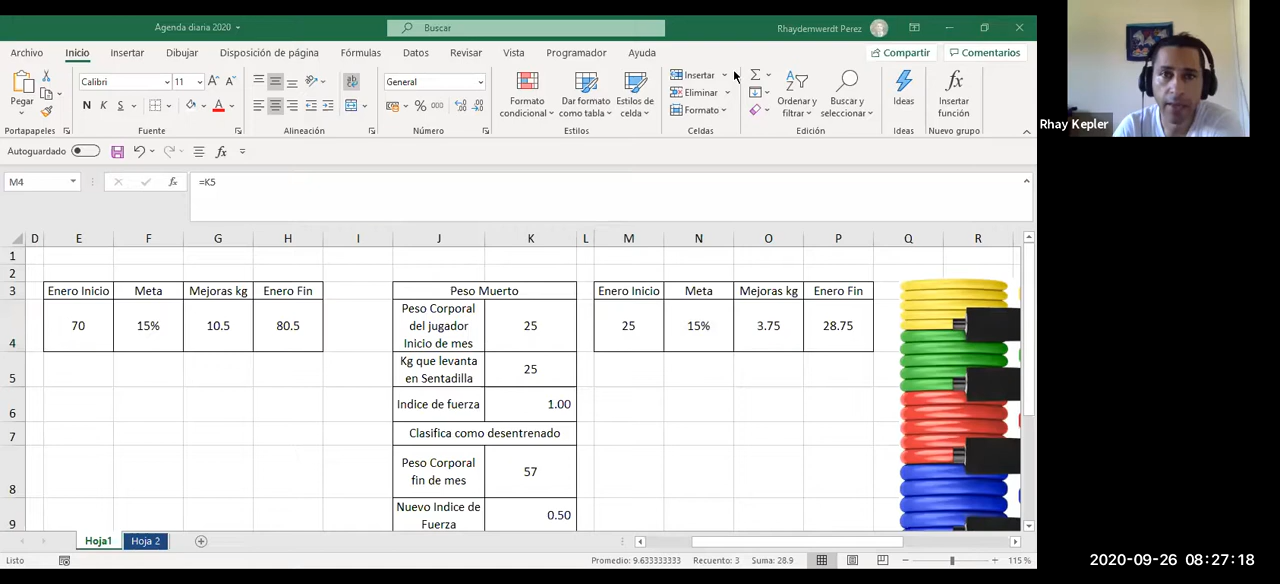 Agenda diaria 2020
Buscar
Rhaydemwerdt Perez
Archivo Inicio Insertar Dibujar Disposición de página Fórmulas Datos Revisar Vista Programador Ayuda Compartir Comentarios
Pegar
Calibri 11
N K S
General
% 000
Formato condicional
Dar formato como tabla
Estilos de celda
Insertar
Eliminar
Formato
Ordenar y filtrar
Buscar y seleccionar
Ideas
Insertar función
Portapapeles Fuente Alineación Número Estilos Celdas Edición Ideas Nuevo grupo
Rhay Kepler
Autoguardado
M4 fx =K5
D E F G H I J K L M N O P Q R
1
2
3 Enero Inicio Meta Mejoras kg Enero Fin Peso Muerto Enero Inicio Meta Mejoras kg Enero Fin
4 70 15% 10.5 80.5 Peso Corporal del jugador Inicio de mes 25 25 15% 3.75 28.75
5 Kg que levanta en Sentadilla 25
6 Indice de fuerza 1.00
7 Clasifica como desentrenado
8 Peso Corporal fin de mes 57
9 Nuevo Indice de Fuerza 0.50
Hoja1 Hoja 2
Listo Promedio: 9.633333333 Recuento: 3 Suma: 28.9 115 %
2020-09-26 08:27:18